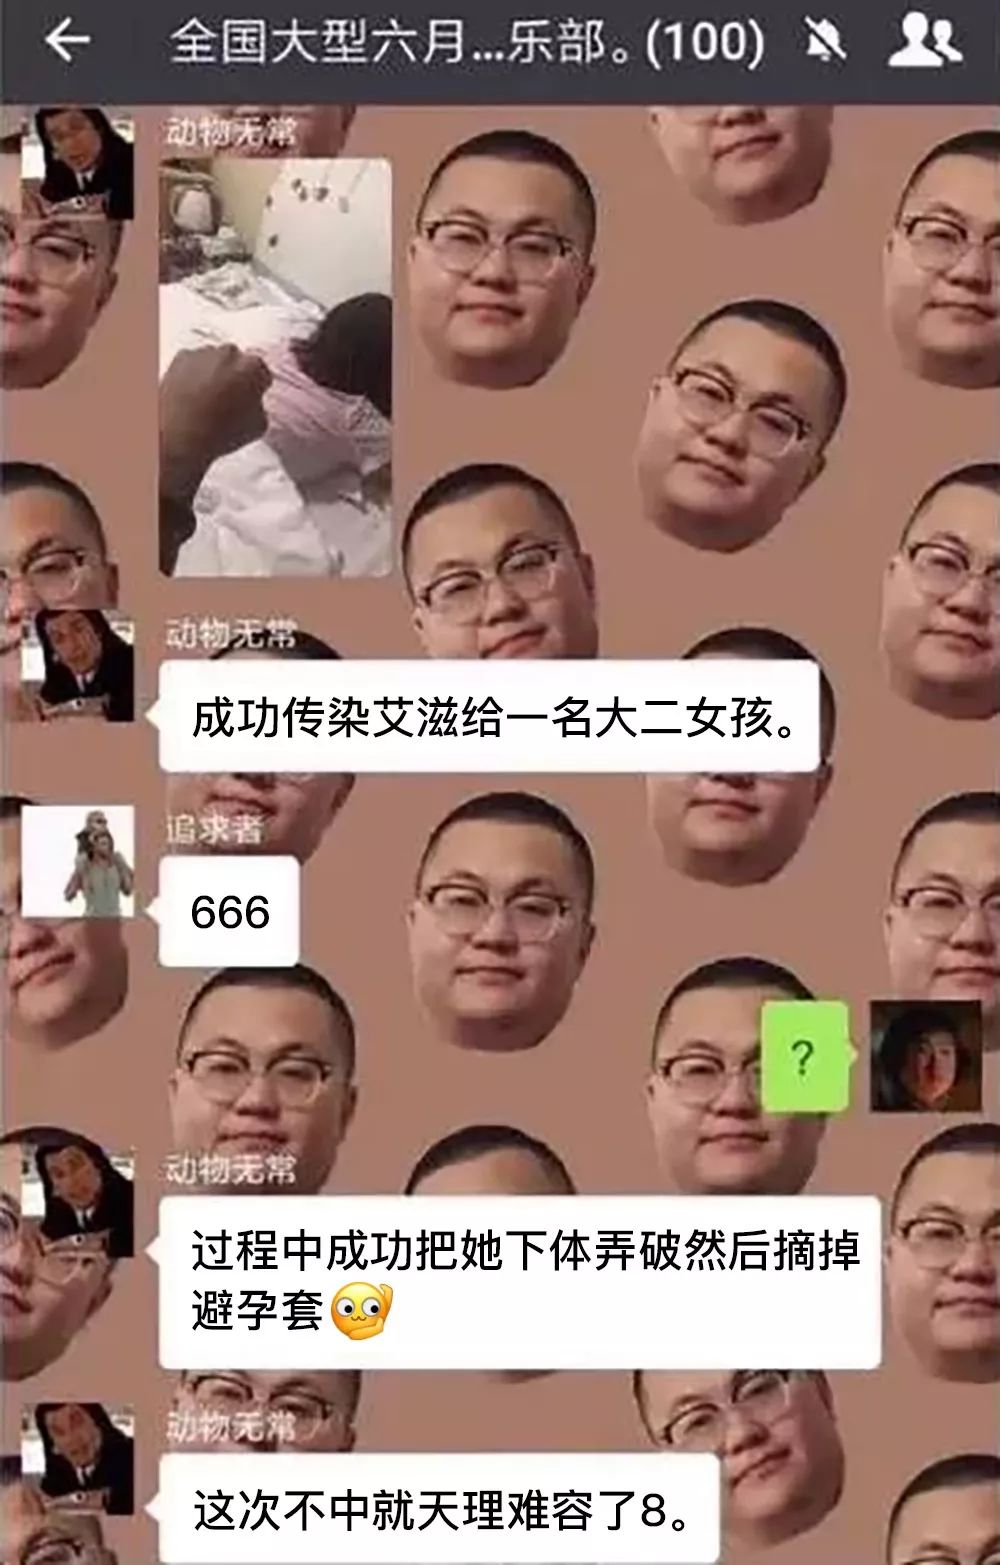 全国大型六月...乐部。(100)
动物无常
动物无常
成功传染艾滋给一名大二女孩。
追求者
666
?
动物无常
过程中成功把她下体弄破然后摘掉
避孕套
动物无常
这次不中就天理难容了8。